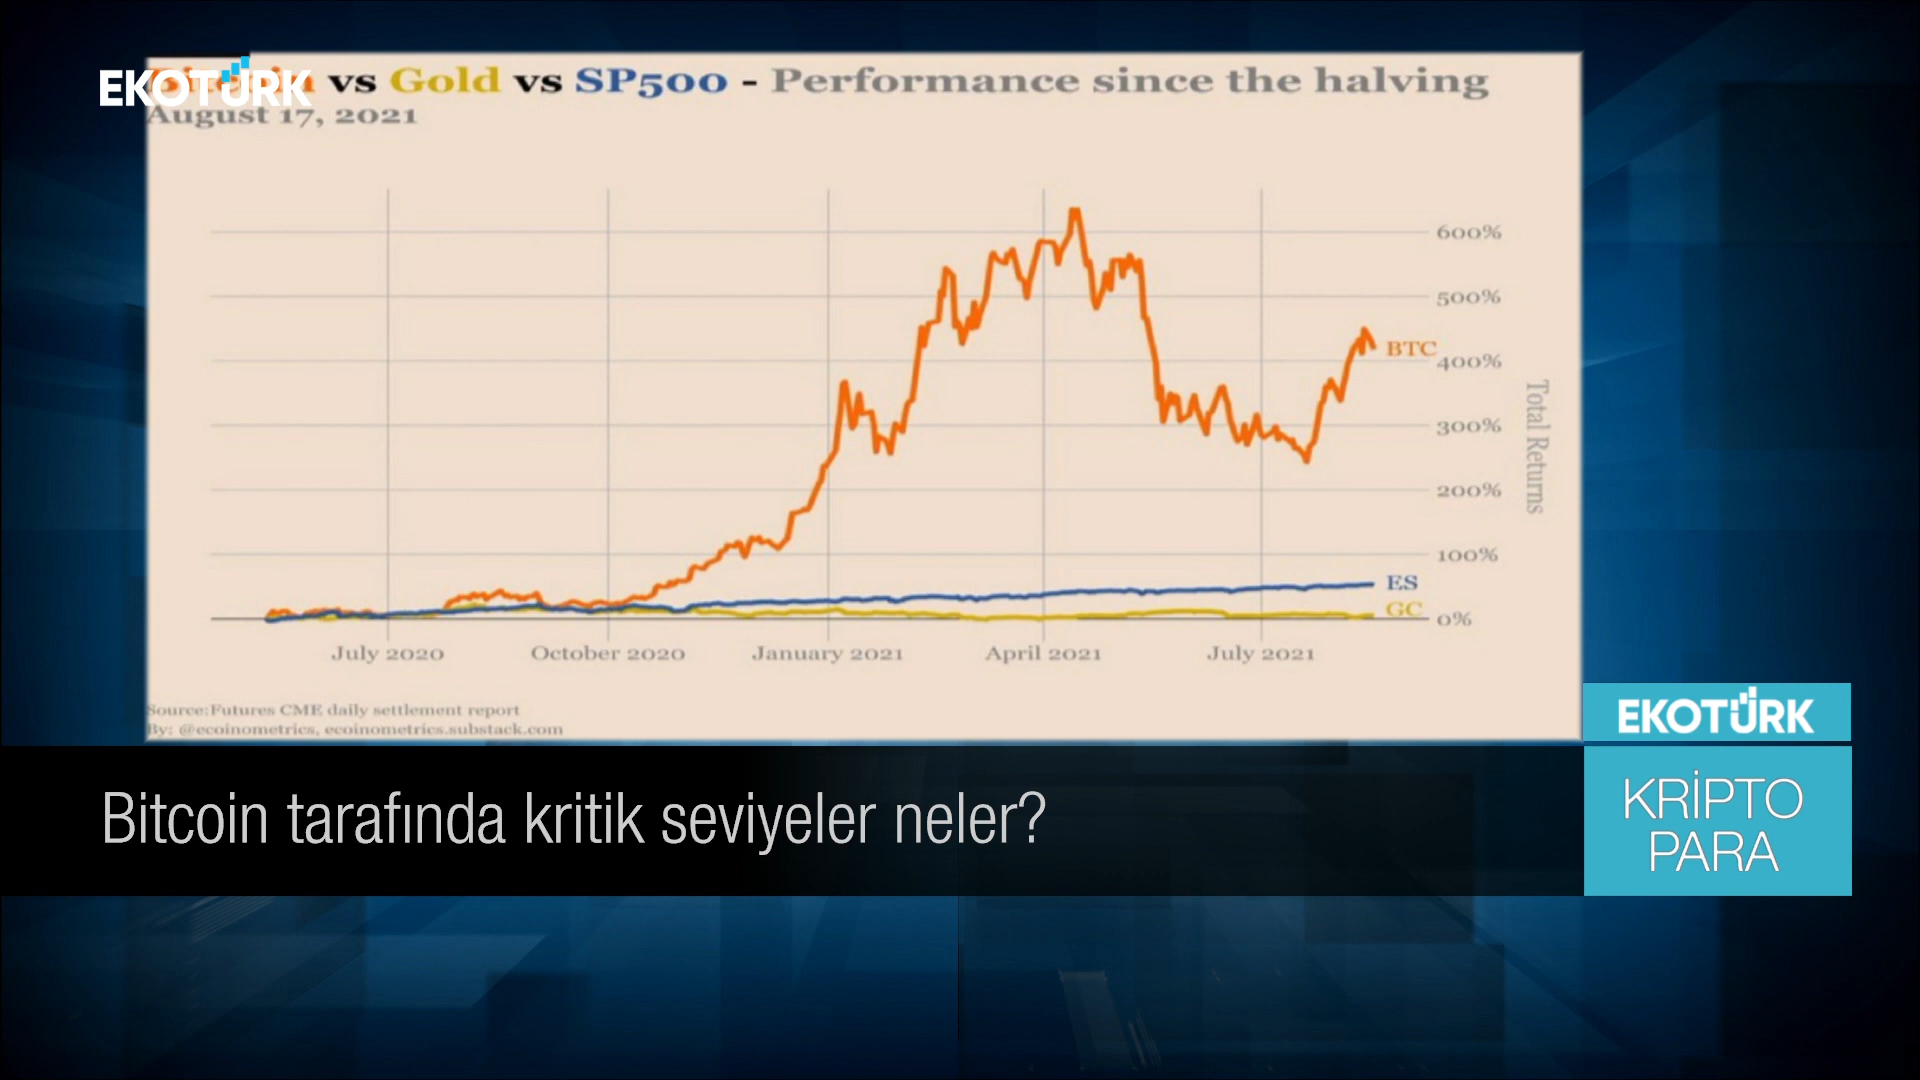 EKOTÜRK
vs Gold vs SP500 - Performance since the halving
August 17, 2021
600%
500%
BTC
400%
300%
200%
100%
ES
GC
0%
Total Returns
July 2020
October 2020
January 2021
April 2021
July 2021
Source:Futures CME daily settlement report
By: @ecoinometrics, ecoinometrics.substack.com
EKOTÜRK
Bitcoin tarafında kritik seviyeler neler?
KRİPTO
PARA